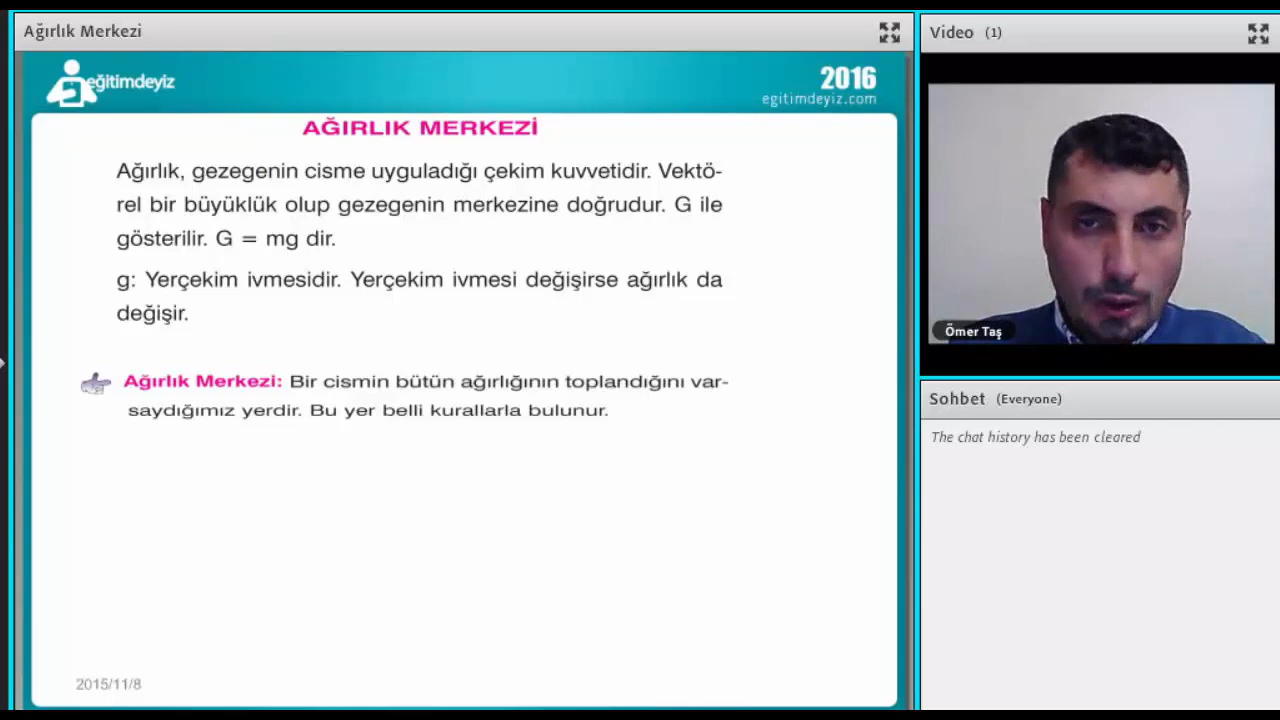 Ağırlık Merkezi
eğitimdeyiz
2016
egitimdeyiz.com
AĞIRLIK MERKEZİ
Ağırlık, gezegenin cisme uyguladığı çekim kuvvetidir. Vektö-
rel bir büyüklük olup gezegenin merkezine doğrudur. G ile
gösterilir. G = mg dir.
g: Yerçekim ivmesidir. Yerçekim ivmesi değişirse ağırlık da
değişir.
Ağırlık Merkezi: Bir cismin bütün ağırlığının toplandığını var-
saydığımız yerdir. Bu yer belli kurallarla bulunur.
2015/11/8
Video (1)
Ömer Taş
Sohbet (Everyone)
The chat history has been cleared